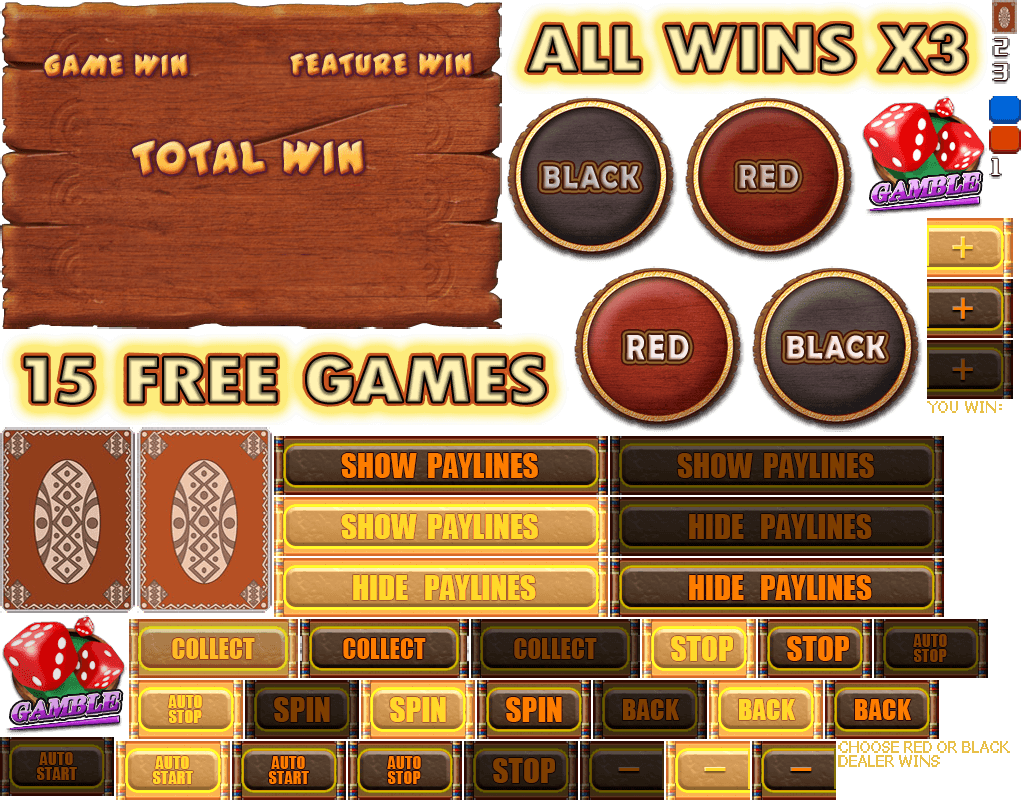 GAME WIN
FEATURE WIN
TOTAL WIN
ALL WINS X3
2
3
1
BLACK
RED
GAMBLE
+
+
+
YOU WIN:
RED
BLACK
15 FREE GAMES
SHOW PAYLINES
SHOW PAYLINES
SHOW PAYLINES
HIDE PAYLINES
HIDE PAYLINES
HIDE PAYLINES
GAMBLE
COLLECT
COLLECT
COLLECT
STOP
STOP
AUTO
STOP
AUTO
STOP
SPIN
SPIN
SPIN
BACK
BACK
BACK
AUTO
START
AUTO
START
AUTO
START
AUTO
STOP
STOP
–
–
–
CHOOSE RED OR BLACK
DEALER WINS